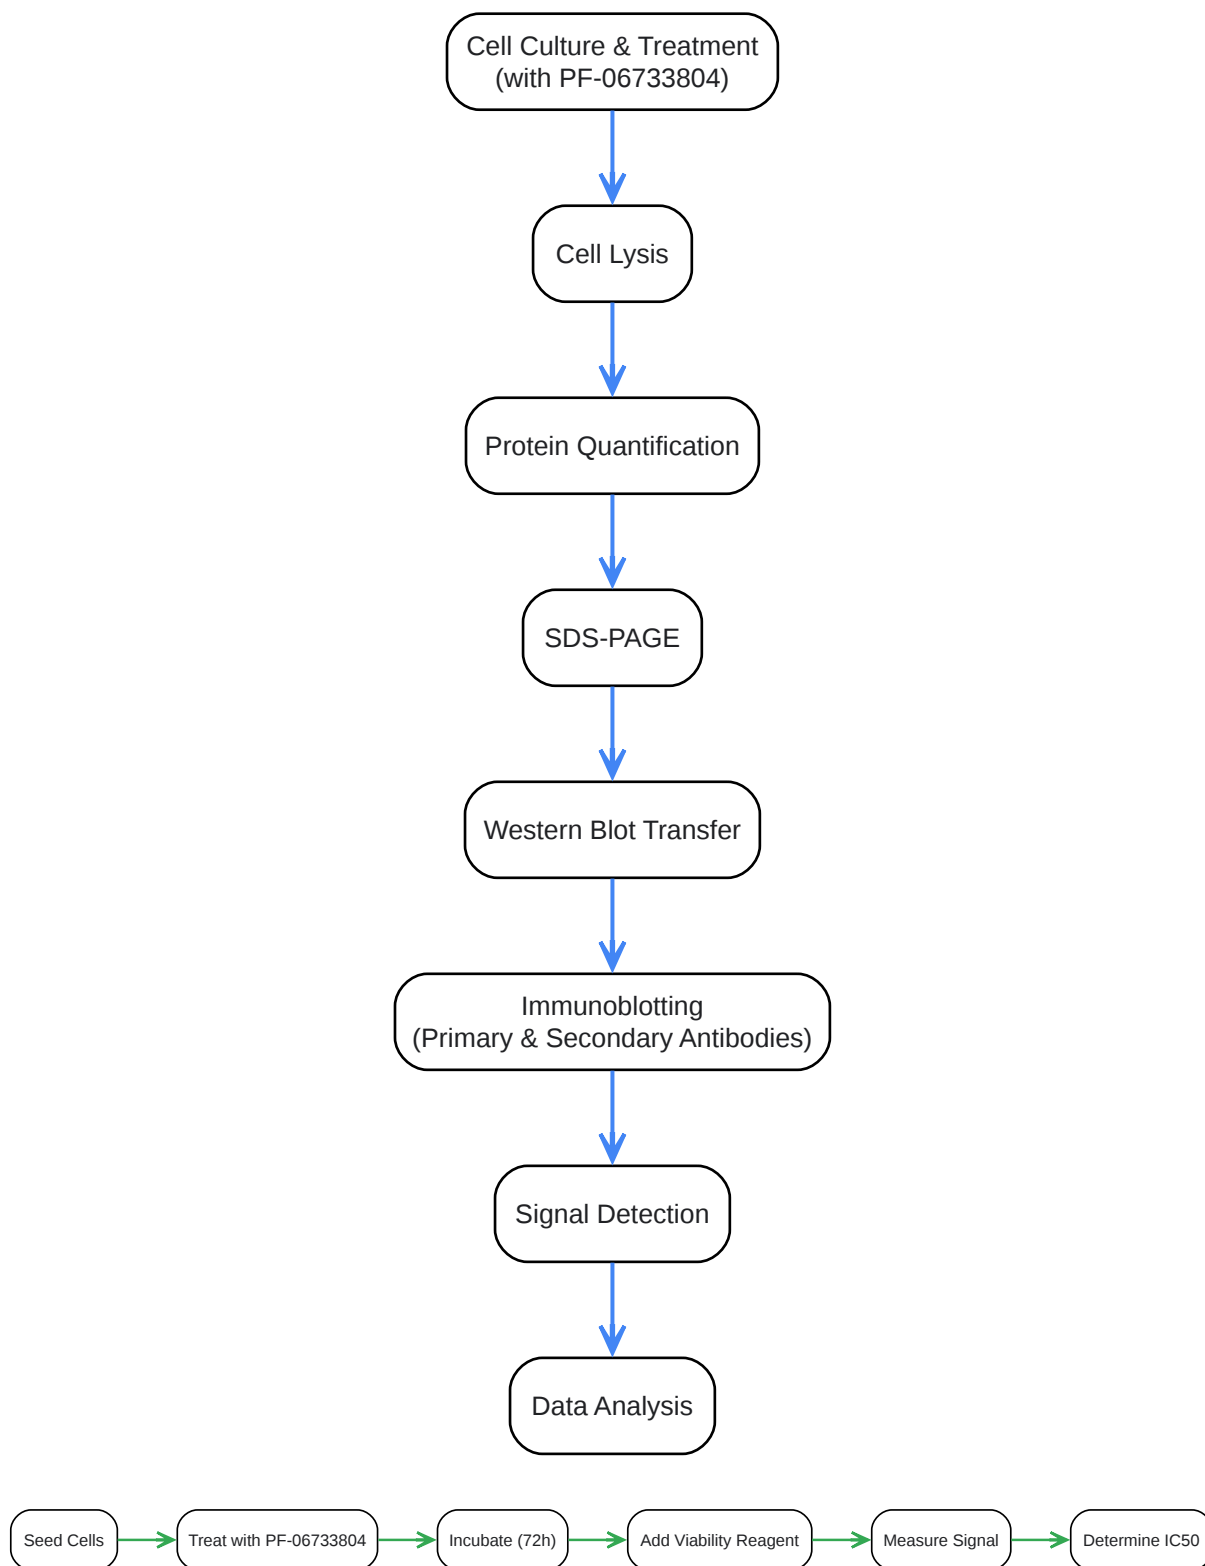 Cell Culture & Treatment
(with PF-06733804)
Cell Lysis
Protein Quantification
SDS-PAGE
Western Blot Transfer
Immunoblotting
(Primary & Secondary Antibodies)
Signal Detection
Data Analysis
Seed Cells
Treat with PF-06733804
Incubate (72h)
Add Viability Reagent
Measure Signal
Determine IC50